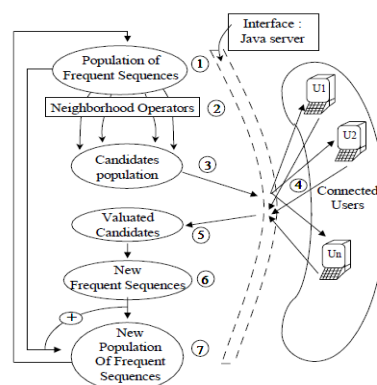 Interface :
Java server
Population of
Frequent Sequences
1
Neighborhood Operators
2
Candidates
population
3
U1
U2
4
Connected
Users
Un
Valuated
Candidates
5
New
Frequent Sequences
6
+
New
Population
Of Frequent
Sequences
7